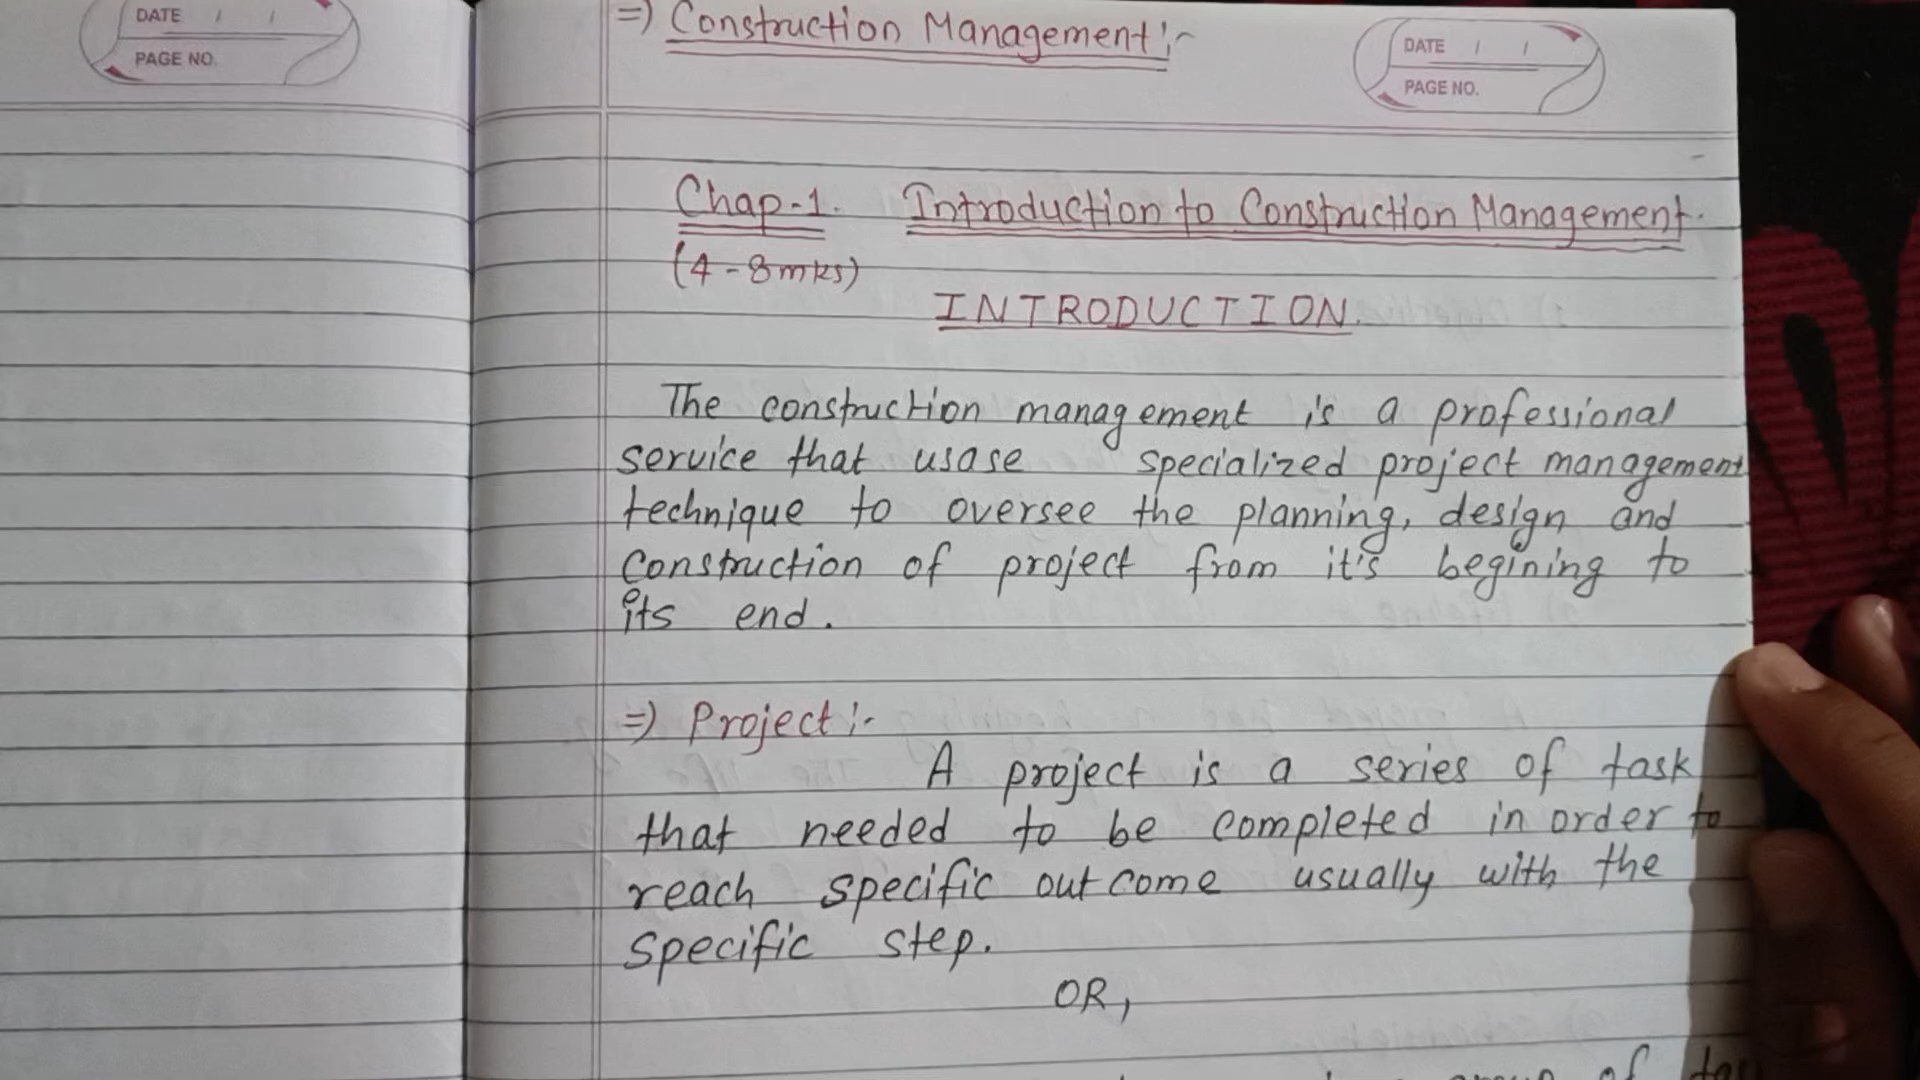 DATE / /
PAGE NO.
=) Construction Management :-
DATE / /
PAGE NO.
Chap-1. Introduction to Construction Management.
(4-8mks)
INTRODUCTION.
The construction management is a professional
service that usase specialized project management
technique to oversee the planning, design and
construction of project from it's begining to
its end.
=) Project :-
A project is a series of task
that needed to be completed in order to
reach specific outcome usually with the
specific step.
OR,
of